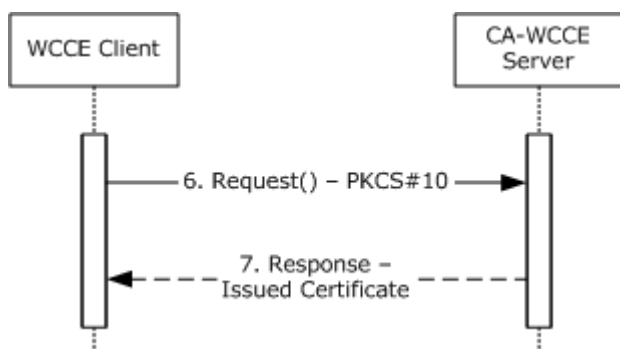 WCCE Client
CA-WCCE
Server
6. Request() – PKCS#10
7. Response –
Issued Certificate